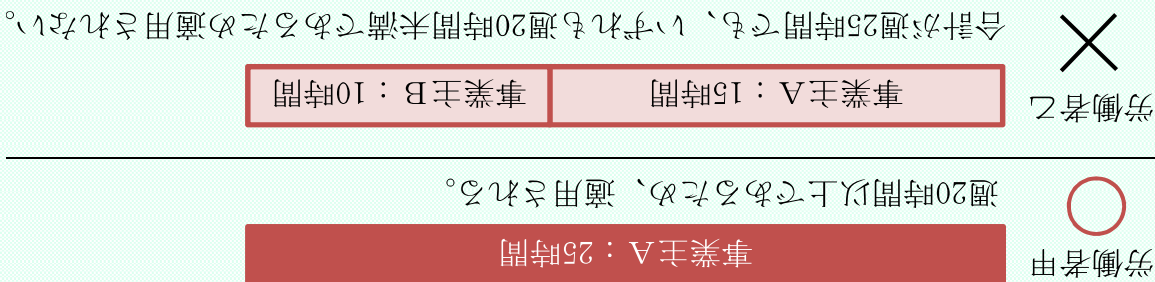 労働者甲
事業主A：25時間
週20時間以上であるため、適用される。
労働者乙
事業主A：15時間
事業主B：10時間
合計が週25時間でも、いずれも週20時間未満であるため適用されない。